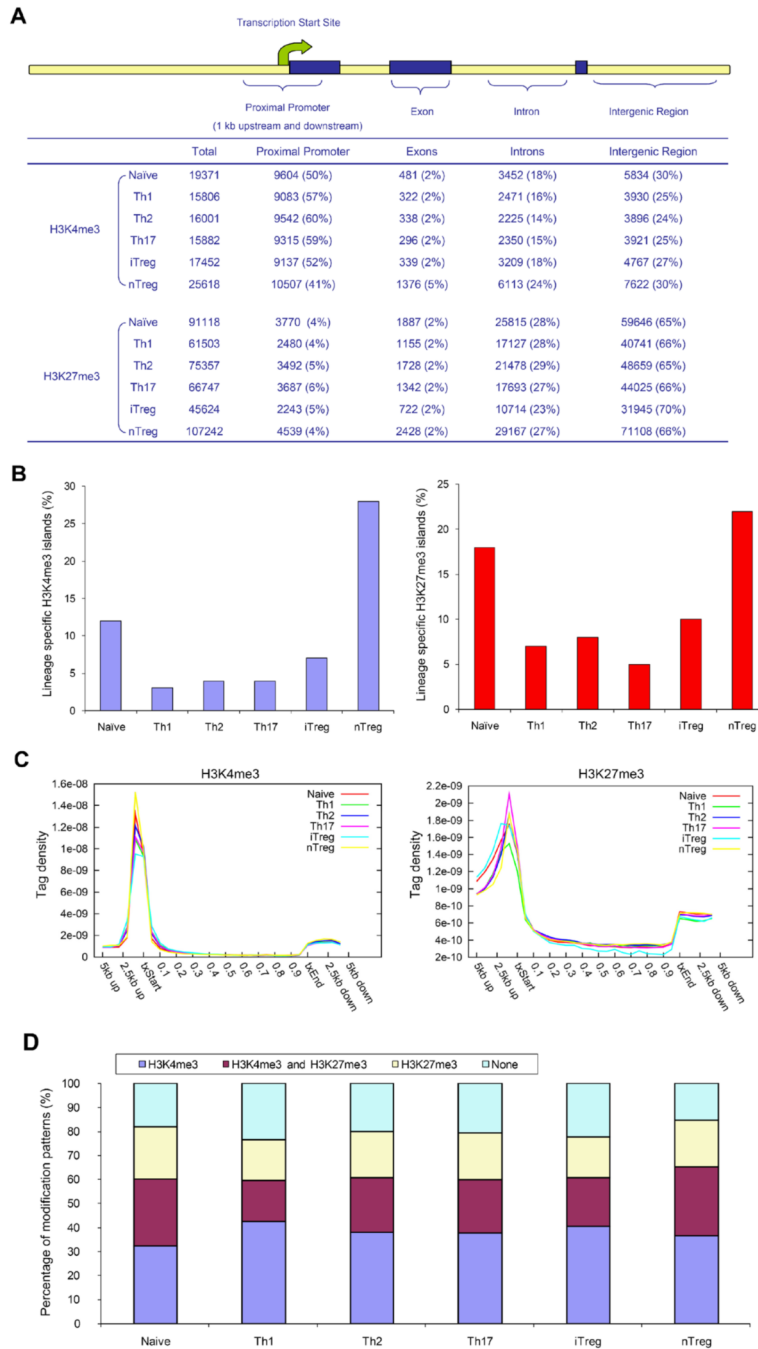 A
Transcription Start Site
Proximal Promoter
(1 kb upstream and downstream)
Exon
Intron
Intergenic Region
Total Proximal Promoter Exons Introns Intergenic Region
H3K4me3
Naïve 19371 9604 (50%) 481 (2%) 3452 (18%) 5834 (30%)
Th1 15806 9083 (57%) 322 (2%) 2471 (16%) 3930 (25%)
Th2 16001 9542 (60%) 338 (2%) 2225 (14%) 3896 (24%)
Th17 15882 9315 (59%) 296 (2%) 2350 (15%) 3921 (25%)
iTreg 17452 9137 (52%) 339 (2%) 3209 (18%) 4767 (27%)
nTreg 25618 10507 (41%) 1376 (5%) 6113 (24%) 7622 (30%)
H3K27me3
Naïve 91118 3770 (4%) 1887 (2%) 25815 (28%) 59646 (65%)
Th1 61503 2480 (4%) 1155 (2%) 17127 (28%) 40741 (66%)
Th2 75357 3492 (5%) 1728 (2%) 21478 (29%) 48659 (65%)
Th17 66747 3687 (6%) 1342 (2%) 17693 (27%) 44025 (66%)
iTreg 45624 2243 (5%) 722 (2%) 10714 (23%) 31945 (70%)
nTreg 107242 4539 (4%) 2428 (2%) 29167 (27%) 71108 (66%)
B
Lineage specific H3K4me3 islands (%)
30
25
20
15
10
5
0
Naïve Th1 Th2 Th17 iTreg nTreg
Lineage specific H3K27me3 islands (%)
25
20
15
10
5
0
Naïve Th1 Th2 Th17 iTreg nTreg
C
H3K4me3
Tag density
1.6e-08
1.4e-08
1.2e-08
1e-08
8e-09
6e-09
4e-09
2e-09
0
Naive
Th1
Th2
Th17
iTreg
nTreg
5kb up 2.5kb up txStart 0.1 0.2 0.3 0.4 0.5 0.6 0.7 0.8 0.9 txEnd 2.5kb down 5kb down
H3K27me3
Tag density
2.2e-09
2e-09
1.8e-09
1.6e-09
1.4e-09
1.2e-09
1e-09
8e-10
6e-10
4e-10
2e-10
Naive
Th1
Th2
Th17
iTreg
nTreg
5kb up 2.5kb up txStart 0.1 0.2 0.3 0.4 0.5 0.6 0.7 0.8 0.9 txEnd 2.5kb down 5kb down
D
H3K4me3 H3K4me3 and H3K27me3 H3K27me3 None
Percentage of modification patterns (%)
100
90
80
70
60
50
40
30
20
10
0
Naive Th1 Th2 Th17 iTreg nTreg